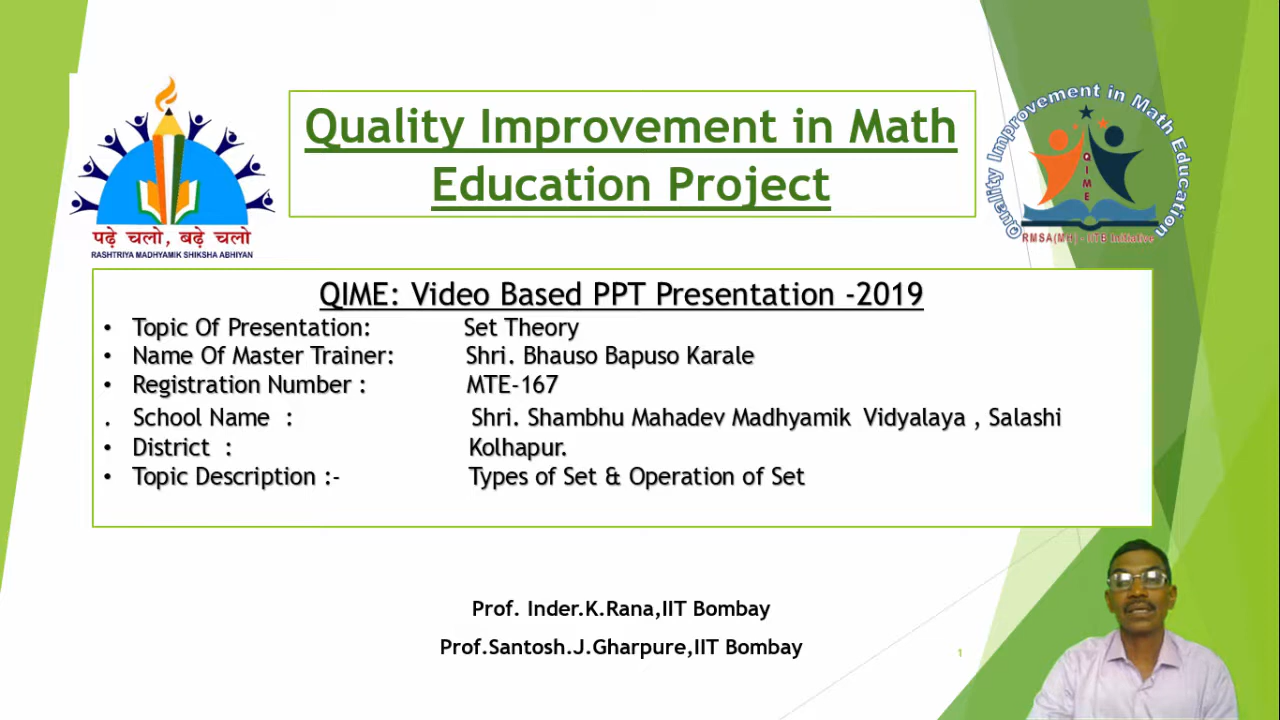 Quality Improvement in Math
Education Project
पढ़े चलो, बढ़े चलो
RASHTRIYA MADHYAMIK SHIKSHA ABHIYAN
Quality Improvement in Math Education
QIME
RMSA(MH) - IITB Initiative
QIME: Video Based PPT Presentation -2019
• Topic Of Presentation: Set Theory
• Name Of Master Trainer: Shri. Bhauso Bapuso Karale
• Registration Number : MTE-167
. School Name : Shri. Shambhu Mahadev Madhyamik Vidyalaya , Salashi
• District : Kolhapur.
• Topic Description :- Types of Set & Operation of Set
Prof. Inder.K.Rana,IIT Bombay
Prof.Santosh.J.Gharpure,IIT Bombay
1